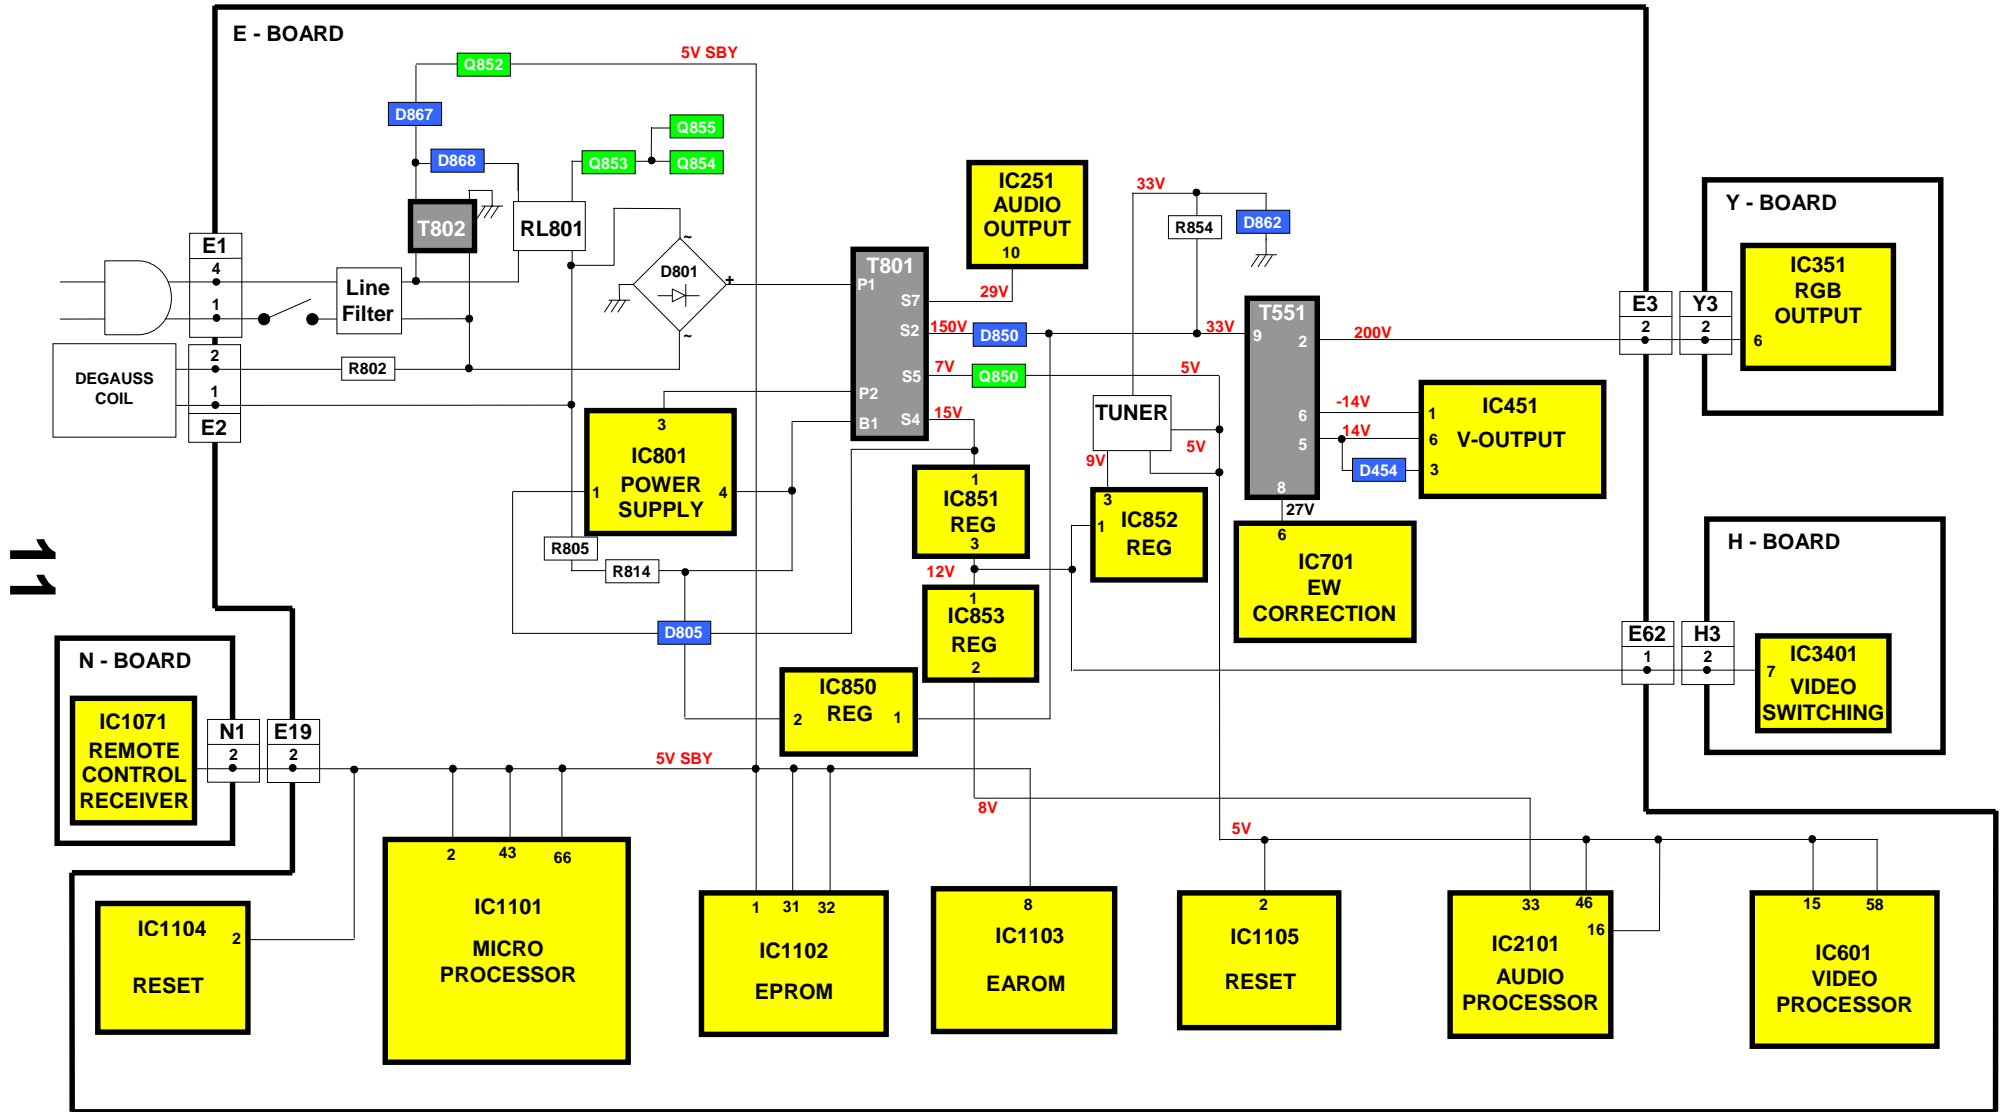 E - BOARD
Q852
5V SBY
D867
D868
Q855
Q853
Q854
T802
RL801
E1
4
1
Line
Filter
D801
~
+
~
DEGAUSS
COIL
2
1
E2
R802
T801
P1
S7
S2
S5
P2
B1
S4
29V
150V
7V
15V
D850
Q850
IC251
AUDIO
OUTPUT
10
33V
R854
D862
33V
5V
TUNER
5V
9V
T551
9
2
6
5
8
200V
-14V
14V
27V
D454
IC451
V-OUTPUT
1
6
3
E3
2
Y3
2
Y - BOARD
IC351
RGB
OUTPUT
6
3
IC801
POWER
SUPPLY
1
4
R805
R814
D805
1
IC851
REG
3
12V
1
IC853
REG
2
3
1
IC852
REG
6
IC701
EW
CORRECTION
H - BOARD
E62
1
H3
2
IC3401
7
VIDEO
SWITCHING
11
N - BOARD
IC1071
REMOTE
CONTROL
RECEIVER
N1
2
E19
2
5V SBY
IC850
REG
2
1
8V
5V
IC1104
2
RESET
2
43
66
IC1101
MICRO
PROCESSOR
1
31
32
IC1102
EPROM
8
IC1103
EAROM
2
IC1105
RESET
33
46
16
IC2101
AUDIO
PROCESSOR
15
58
IC601
VIDEO
PROCESSOR